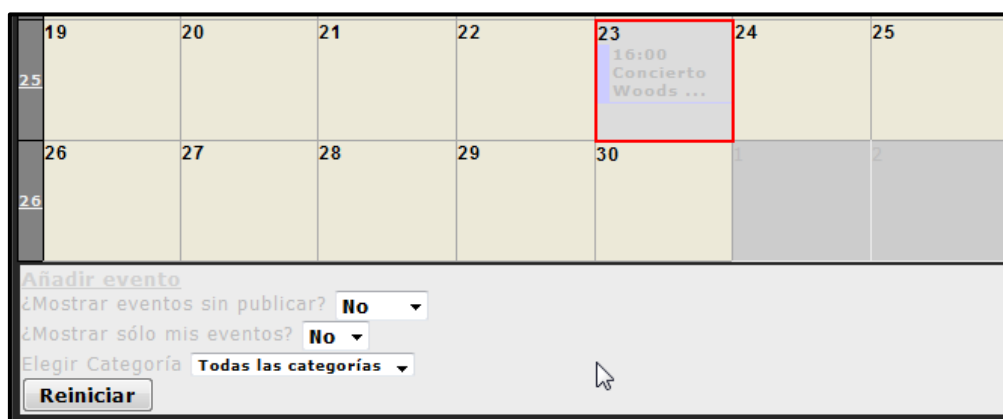 19 20 21 22 23 24 25
16:00
Concierto
Woods ...
25
26 27 28 29 30 1 2
26
Añadir evento
¿Mostrar eventos sin publicar? No
¿Mostrar sólo mis eventos? No
Elegir Categoría Todas las categorías
Reiniciar